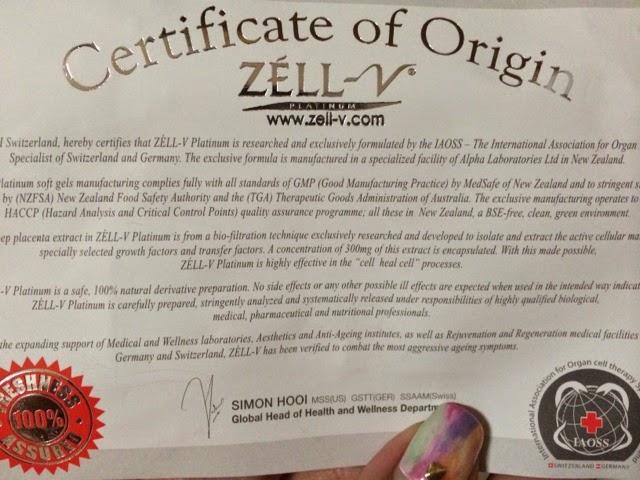 Certificate of Origin
ZÉLL-V®
PLATINUM
www.zell-v.com
I Switzerland, hereby certifies that ZÉLL-V Platinum is researched and exclusively formulated by the IAOSS – The International Association for Organ
Specialist of Switzerland and Germany. The exclusive formula is manufactured in a specialized facility of Alpha Laboratories Ltd in New Zealand.
Platinum soft gels manufacturing complies fully with all standards of GMP (Good Manufacturing Practice) by MedSafe of New Zealand and to stringent
by (NZFSA) New Zealand Food Safety Authority and the (TGA) Therapeutic Goods Administration of Australia. The exclusive manufacturing operates to
HACCP (Hazard Analysis and Critical Control Points) quality assurance programme; all these in New Zealand, a BSE-free, clean, green environment.
placenta extract in ZÉLL-V Platinum is from a bio-filtration technique exclusively researched and developed to isolate and extract the active cellular
specially selected growth factors and transfer factors. A concentration of 300mg of this extract is encapsulated. With this made possible,
ZÉLL-V Platinum is highly effective in the "cell heal cell" processes.
-V Platinum is a safe, 100% natural derivative preparation. No side effects or any other possible ill effects are expected when used in the intended way
ZÉLL-V Platinum is carefully prepared, stringently analyzed and systematically released under responsibilities of highly qualified biological,
medical, pharmaceutical and nutritional professionals.
the expanding support of Medical and Wellness laboratories, Aesthetics and Anti-Ageing institutes, as well as Rejuvenation and Regeneration medical facilities
Germany and Switzerland, ZÉLL-V has been verified to combat the most aggressive ageing symptoms.
FRESHNESS
100%
ASSURED
SIMON HOOI MSS(US) GSTT(GER) SSAAM(Swiss)
Global Head of Health and Wellness
International Association for Organ cell therapy
IAOSS
SWITZERLAND GERMANY